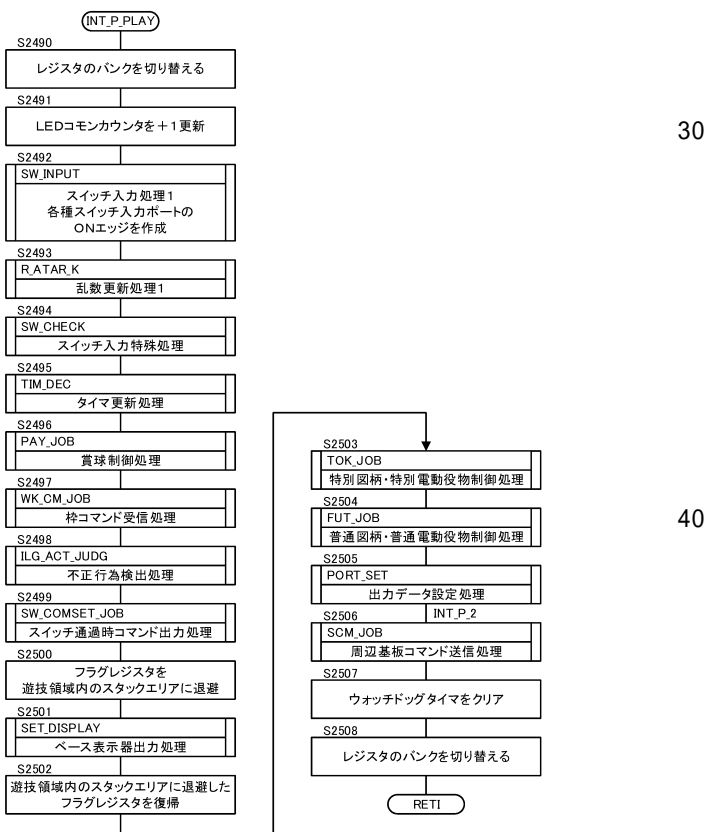 INT_P_PLAY
S2490
レジスタのバンクを切り替える
S2491
LEDコモンカウンタを+1更新
S2492
SW_INPUT
スイッチ入力処理1
各種スイッチ入力ポートの
ONエッジを作成
S2493
R_ATAR_K
乱数更新処理1
S2494
SW_CHECK
スイッチ入力特殊処理
S2495
TIM_DEC
タイマ更新処理
S2496
PAY_JOB
賞球制御処理
S2497
WK_CM_JOB
枠コマンド受信処理
S2498
ILG_ACT_JUDG
不正行為検出処理
S2499
SW_COMSET_JOB
スイッチ通過時コマンド出力処理
S2500
フラグレジスタを
遊技領域内のスタックエリアに退避
S2501
SET_DISPLAY
ベース表示器出力処理
S2502
遊技領域内のスタックエリアに退避した
フラグレジスタを復帰
S2503
TOK_JOB
特別図柄・特別電動役物制御処理
S2504
FUT_JOB
普通図柄・普通電動役物制御処理
S2505
PORT_SET
出力データ設定処理
INT_P_2
S2506
SCM_JOB
周辺基板コマンド送信処理
S2507
ウォッチドッグタイマをクリア
S2508
レジスタのバンクを切り替える
RETI
30
40